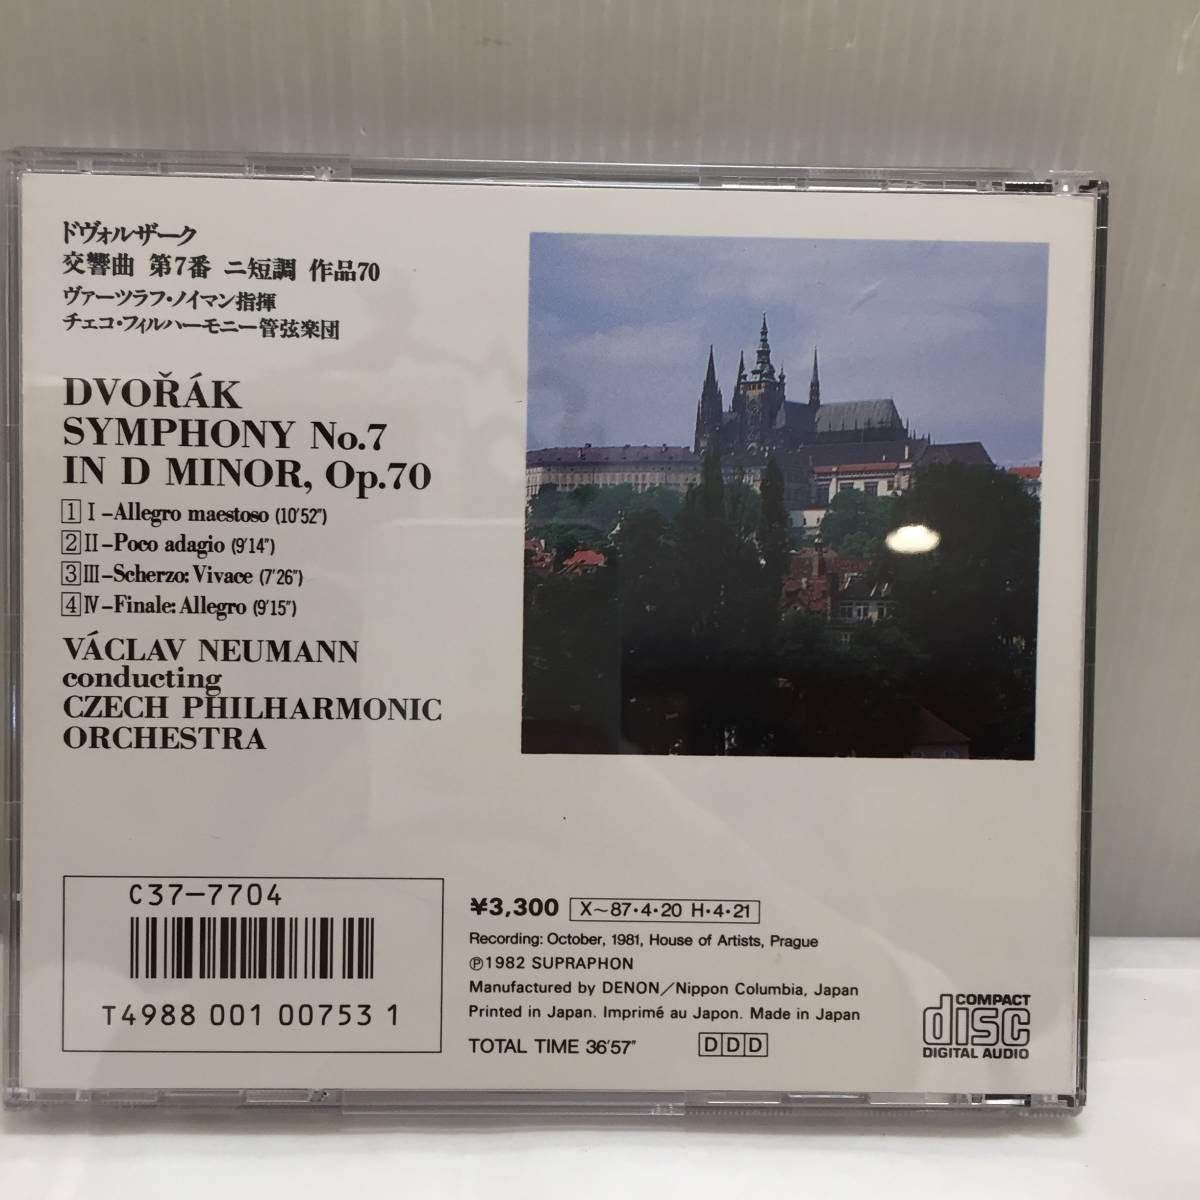 ドヴォルザーク
交響曲 第7番 ニ短調 作品70
ヴァーツラフ・ノイマン指揮
チェコ・フィルハーモニー管弦楽団
DVOŘÁK
SYMPHONY No.7
IN D MINOR, Op.70
1 I–Allegro maestoso (10'52")
2 II–Poco adagio (9'14")
3 III–Scherzo: Vivace (7'26")
4 IV–Finale: Allegro (9'15")
VÁCLAV NEUMANN
conducting
CZECH PHILHARMONIC
ORCHESTRA
C37-7704
T4988 001 00753 1
¥3,300 X~87・4・20 H・4・21
Recording: October, 1981, House of Artists, Prague
Ⓟ1982 SUPRAPHON
Manufactured by DENON／Nippon Columbia, Japan
Printed in Japan. Imprimé au Japon. Made in Japan
TOTAL TIME 36'57" DDD
COMPACT
disc
DIGITAL AUDIO